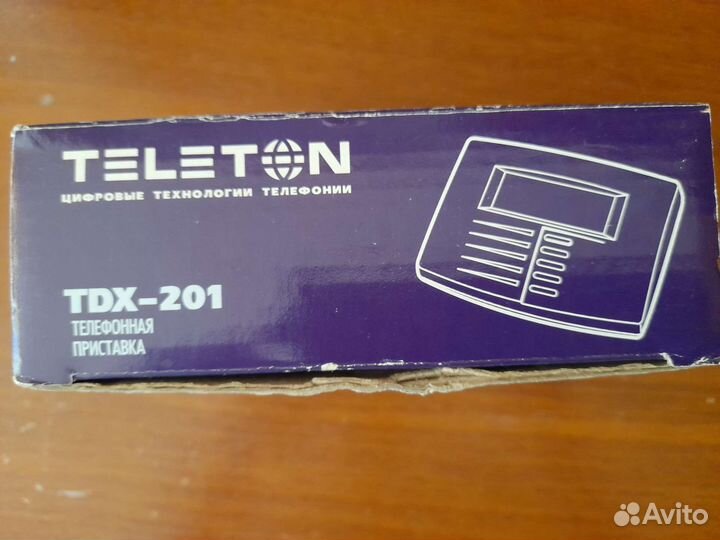 TELETON
ЦИФРОВЫЕ ТЕХНОЛОГИИ ТЕЛЕФОНИИ
TDX-201
ТЕЛЕФОННАЯ
ПРИСТАВКА
Avito